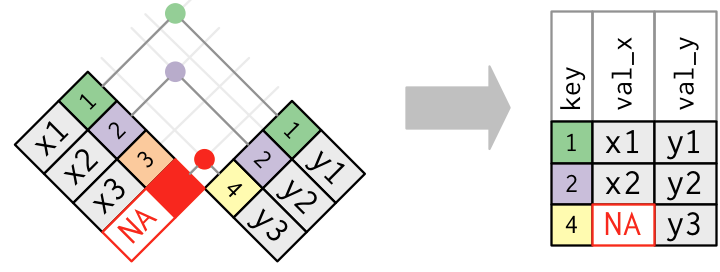 1
x1
2
x2
3
x3
NA
1
y1
2
y2
4
y3
key val_x val_y
1 x1 y1
2 x2 y2
4 NA y3